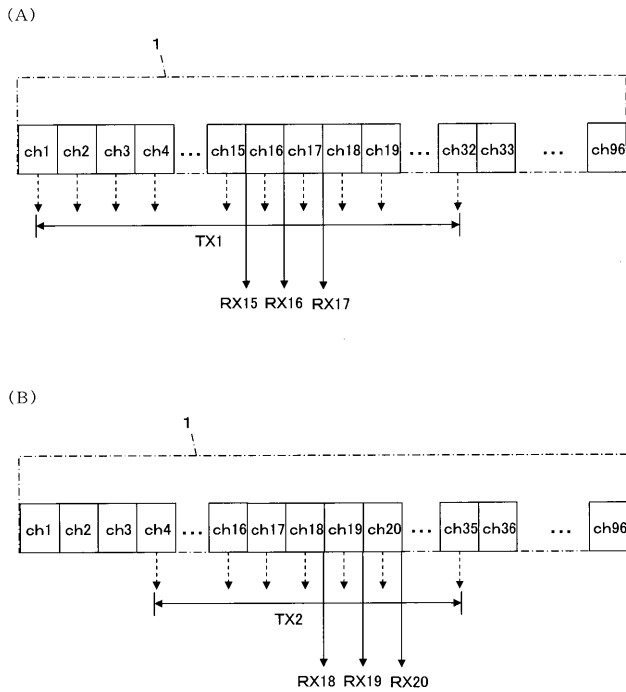 (A)
1
ch1 ch2 ch3 ch4 ... ch15 ch16 ch17 ch18 ch19 ... ch32 ch33 ... ch96
TX1
RX15 RX16 RX17
(B)
1
ch1 ch2 ch3 ch4 ... ch16 ch17 ch18 ch19 ch20 ... ch35 ch36 ... ch96
TX2
RX18 RX19 RX20